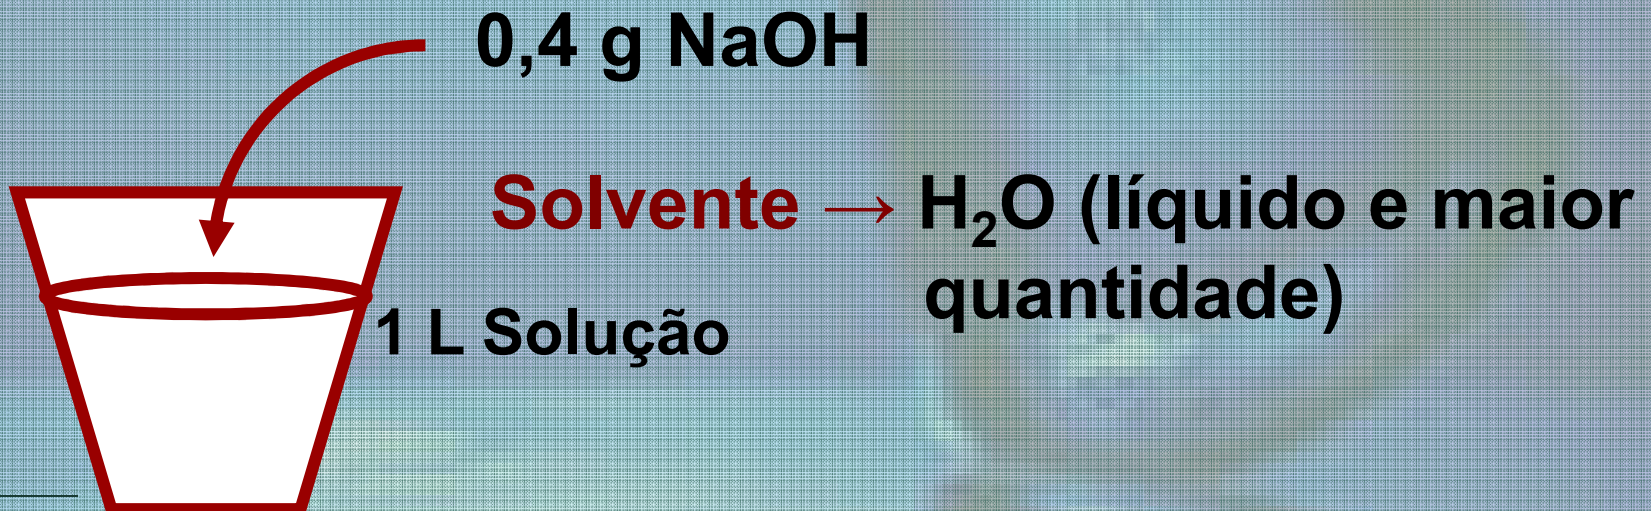 0,4 g NaOH
Solvente → H₂O (líquido e maior
quantidade)
1 L Solução